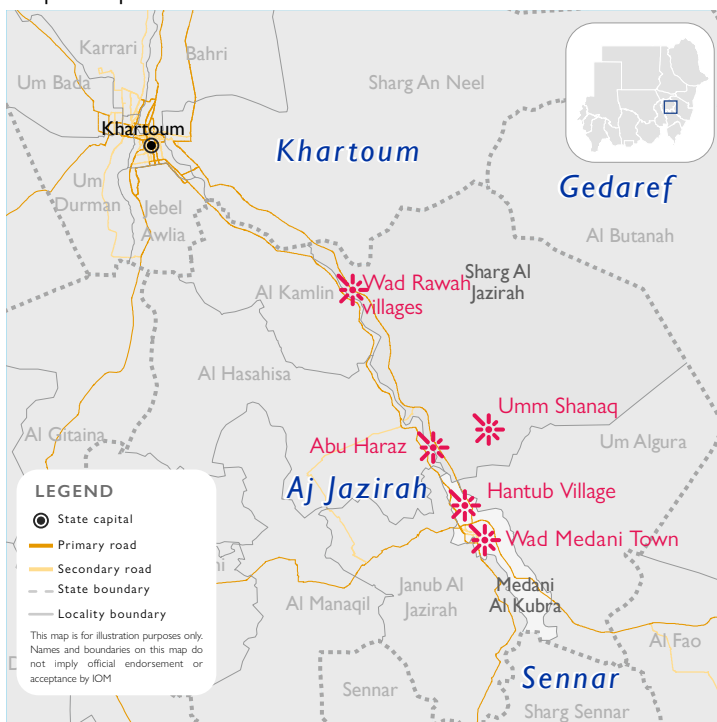 Karrari
Bahri
Um Bada
Sharg An Neel
Khartoum
Khartoum
Um
Durman
Jebel
Awlia
Gedaref
Al Butanah
Al Kamlin
Wad Rawah
villages
Sharg Al
Jazirah
Al Hasahisa
Umm Shanaq
Al Gitaina
Abu Haraz
Um Algura
Aj Jazirah
Hantub Village
Wad Medani Town
Janub Al
Jazirah
Medani
Al Kubra
Al Manaqil
Al Fao
Sennar
Sennar
Sharg Sennar
LEGEND
State capital
Primary road
Secondary road
State boundary
Locality boundary
This map is for illustration purposes only.
Names and boundaries on this map do
not imply official endorsement or
acceptance by IOM